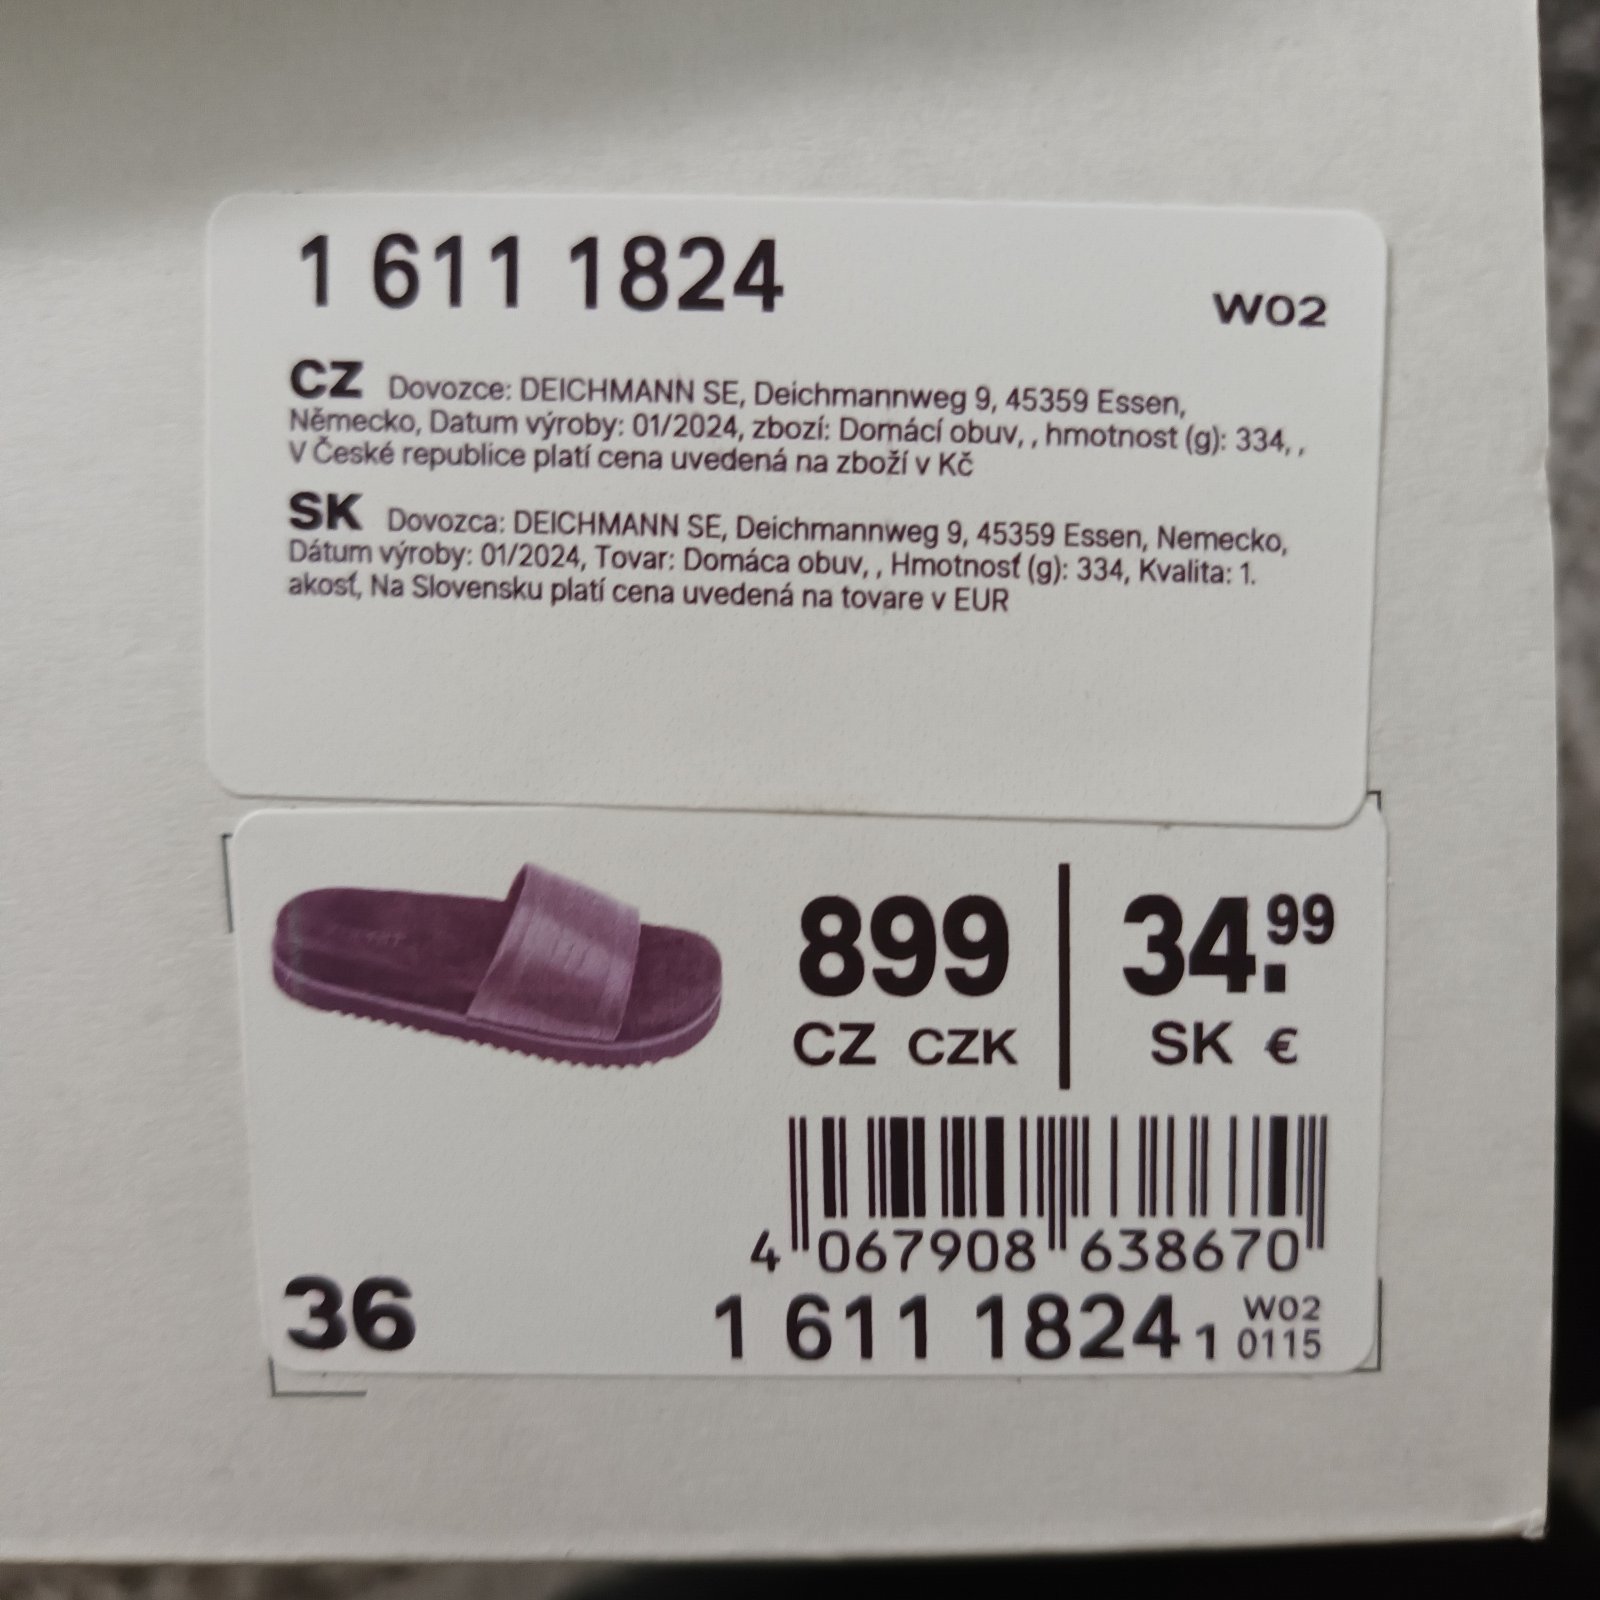 1 611 1824
W02
CZ Dovozce: DEICHMANN SE, Deichmannweg 9, 45359 Essen,
Německo, Datum výroby: 01/2024, zbozí: Domácí obuv, , hmotnost (g): 334, ,
V České republice platí cena uvedená na zboží v Kč
SK Dovozca: DEICHMANN SE, Deichmannweg 9, 45359 Essen, Nemecko,
Dátum výroby: 01/2024, Tovar: Domáca obuv, , Hmotnosť (g): 334, Kvalita: 1.
akosť, Na Slovensku platí cena uvedená na tovare v EUR
899
CZ CZK
34.99
SK €
4 067908 638670
36
1 611 1824 1
W02
0115